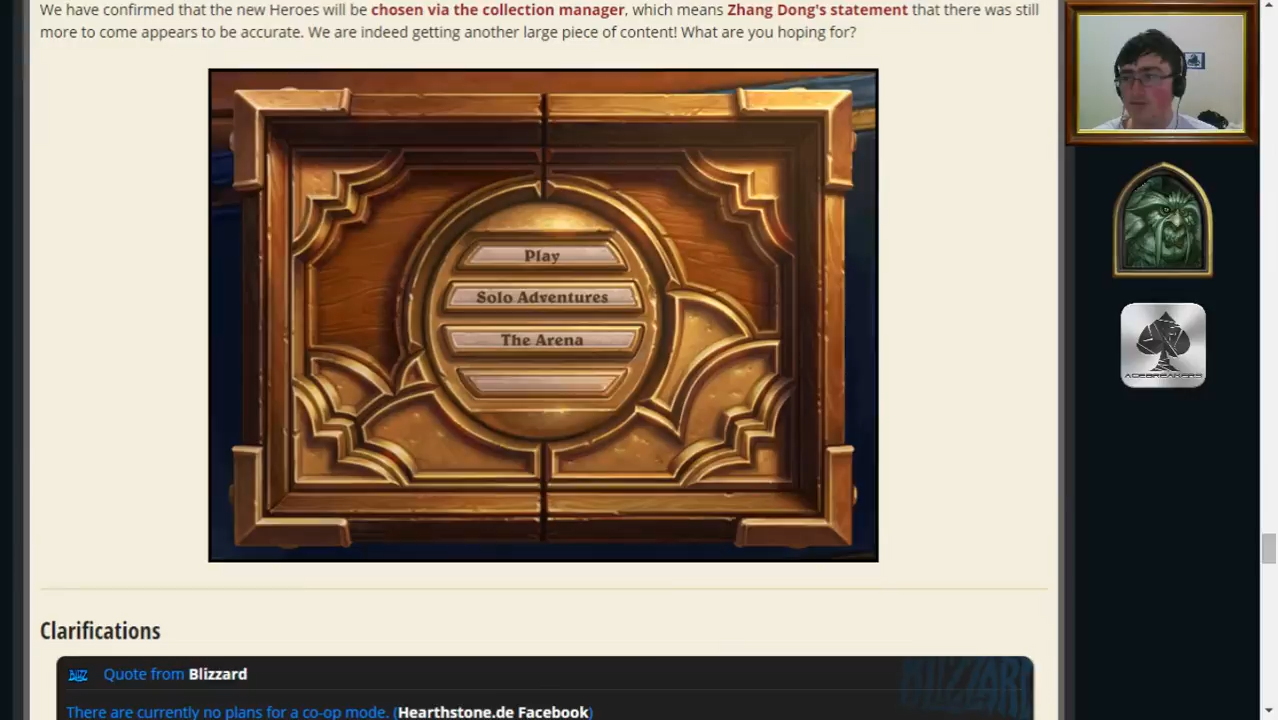 We have confirmed that the new Heroes will be chosen via the collection manager, which means Zhang Dong's statement that there was still
more to come appears to be accurate. We are indeed getting another large piece of content! What are you hoping for?
Play
Solo Adventures
The Arena
ACEBREAKERS
Clarifications
BLIZZ Quote from Blizzard
BLIZZARD
There are currently no plans for a co-op mode. (Hearthstone.de Facebook)